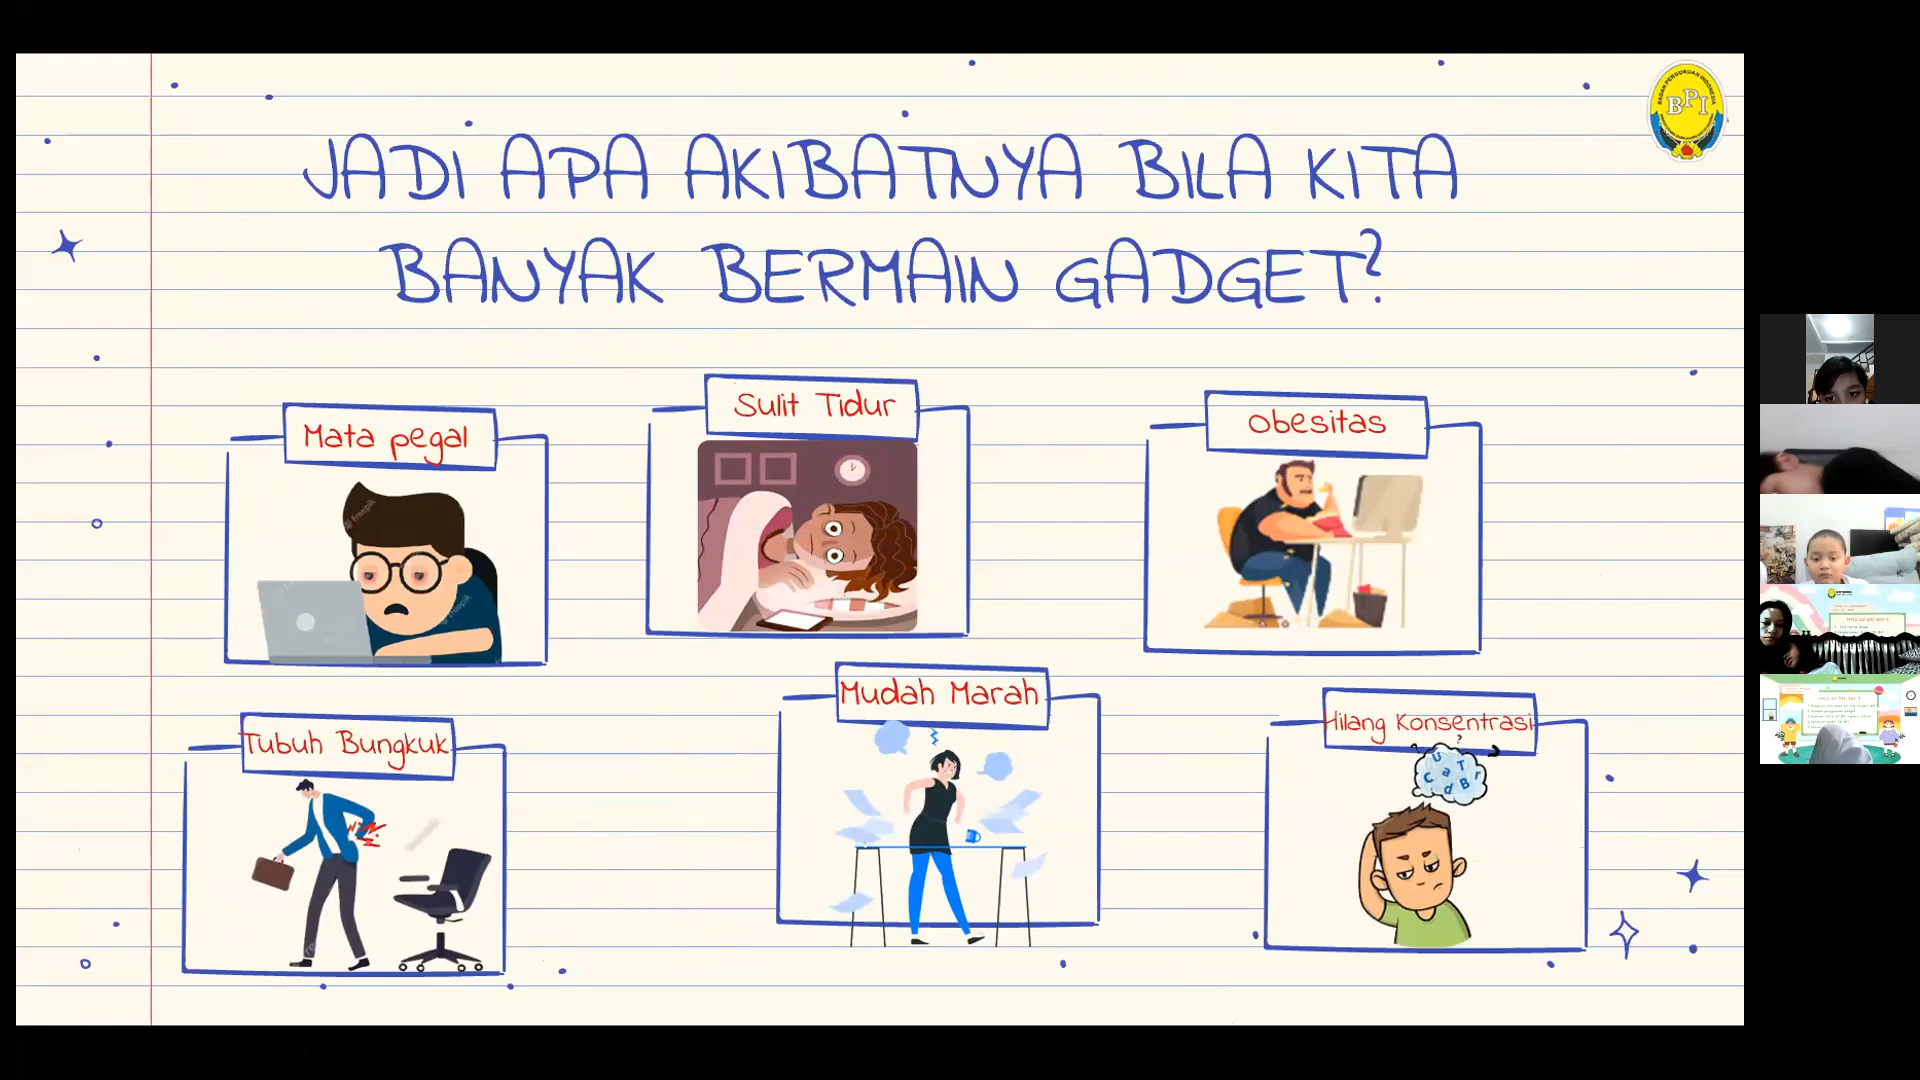 JADI APA AKIBATNYA BILA KITA
BANYAK BERMAIN GADGET?
BPI
Mata pegal
Sulit Tidur
Obesitas
Tubuh Bungkuk
Mudah Marah
Hilang Konsentrasi